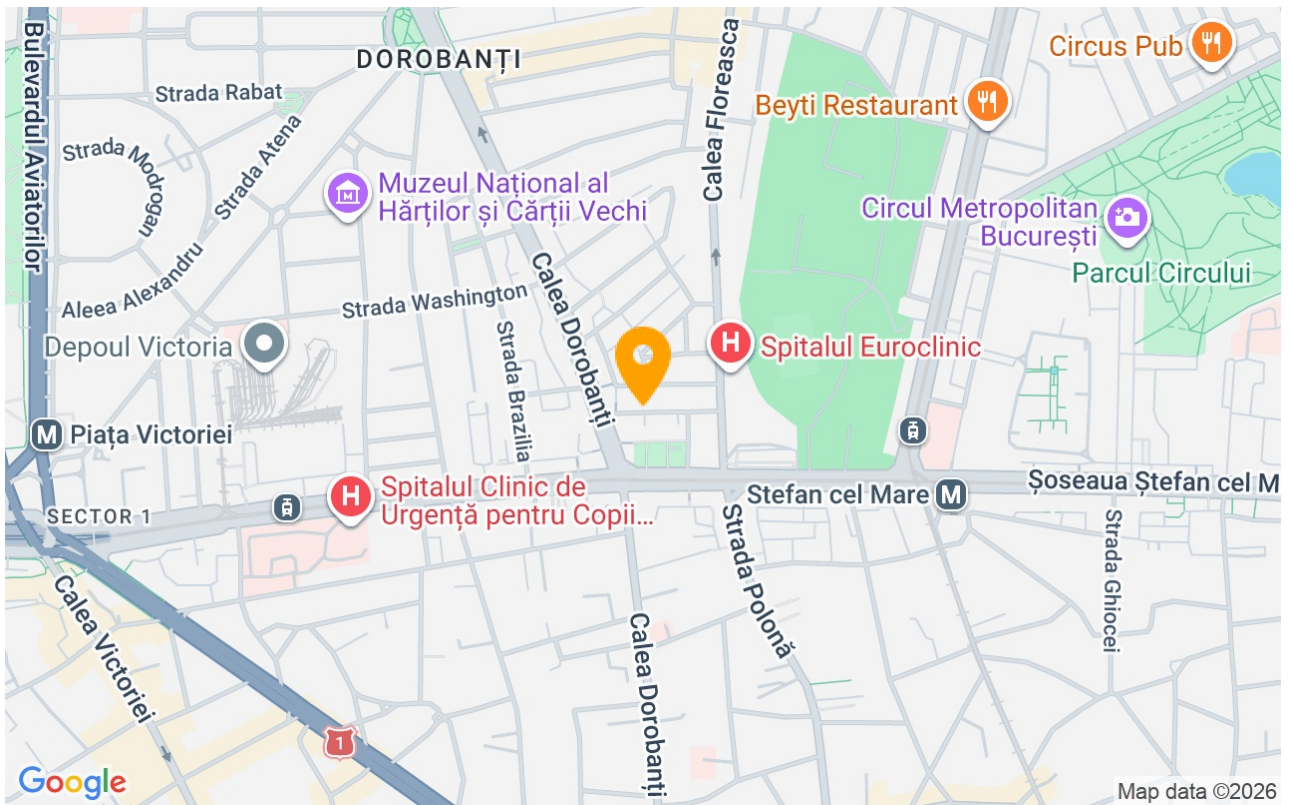 Bulevardul Aviatorilor
DOROBANȚI
Strada Rabat
Strada Atena
Strada Modrogan
Aleea Alexandru
Muzeul Național al
Hărților și Cărții Vechi
Calea Floreasca
Circus Pub
Beyti Restaurant
Circul Metropolitan
București
Parcul Circului
Strada Washington
Calea Dorobanți
Strada Brazilia
Depoul Victoria
H
Spitalul Euroclinic
M
Piața Victoriei
H
Spitalul Clinic de
Urgență pentru Copii...
SECTOR 1
Stefan cel Mare
M
Șoseaua Ștefan cel M
Strada Polonă
Strada Ghiocei
Calea Victoriei
Calea Dorobanți
1
Google
Map data ©2026